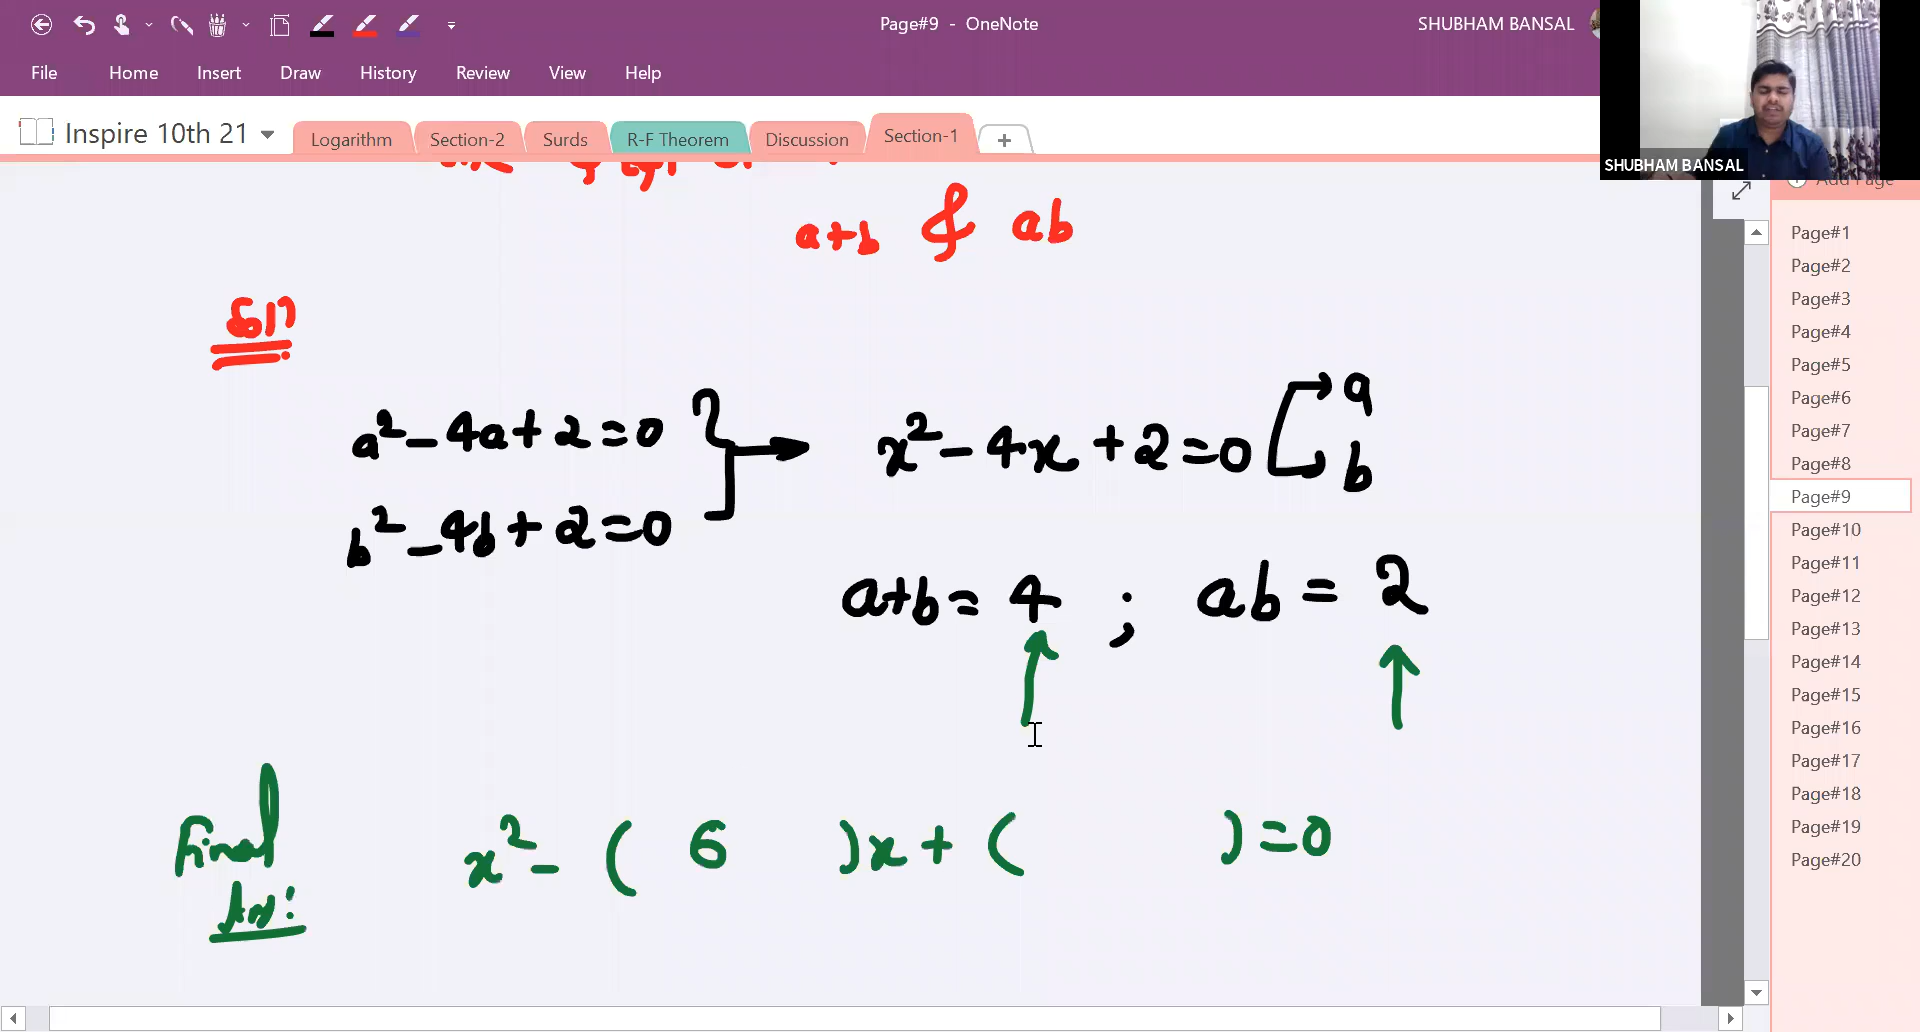 Page#9 - OneNote
SHUBHAM BANSAL
File Home Insert Draw History Review View Help
Inspire 10th 21
Logarithm Section-2 Surds R-F Theorem Discussion Section-1 +
SHUBHAM BANSAL
Add Page
a+b & ab
Soln
a² - 4a + 2 = 0
b² - 4b + 2 = 0
x² - 4x + 2 = 0
a
b
a+b = 4 ; ab = 2
Final
Ans:
x² - ( 6 )x + ( ) = 0
Page#1
Page#2
Page#3
Page#4
Page#5
Page#6
Page#7
Page#8
Page#9
Page#10
Page#11
Page#12
Page#13
Page#14
Page#15
Page#16
Page#17
Page#18
Page#19
Page#20